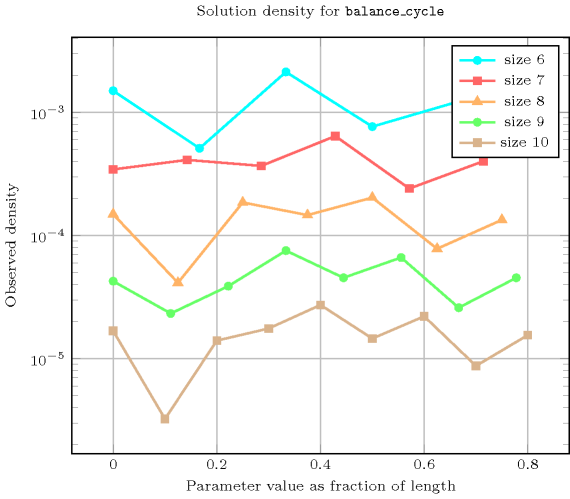 Solution density for balance_cycle
size 6
size 7
size 8
size 9
size 10
10⁻³
10⁻⁴
10⁻⁵
Observed density
0 0.2 0.4 0.6 0.8
Parameter value as fraction of length